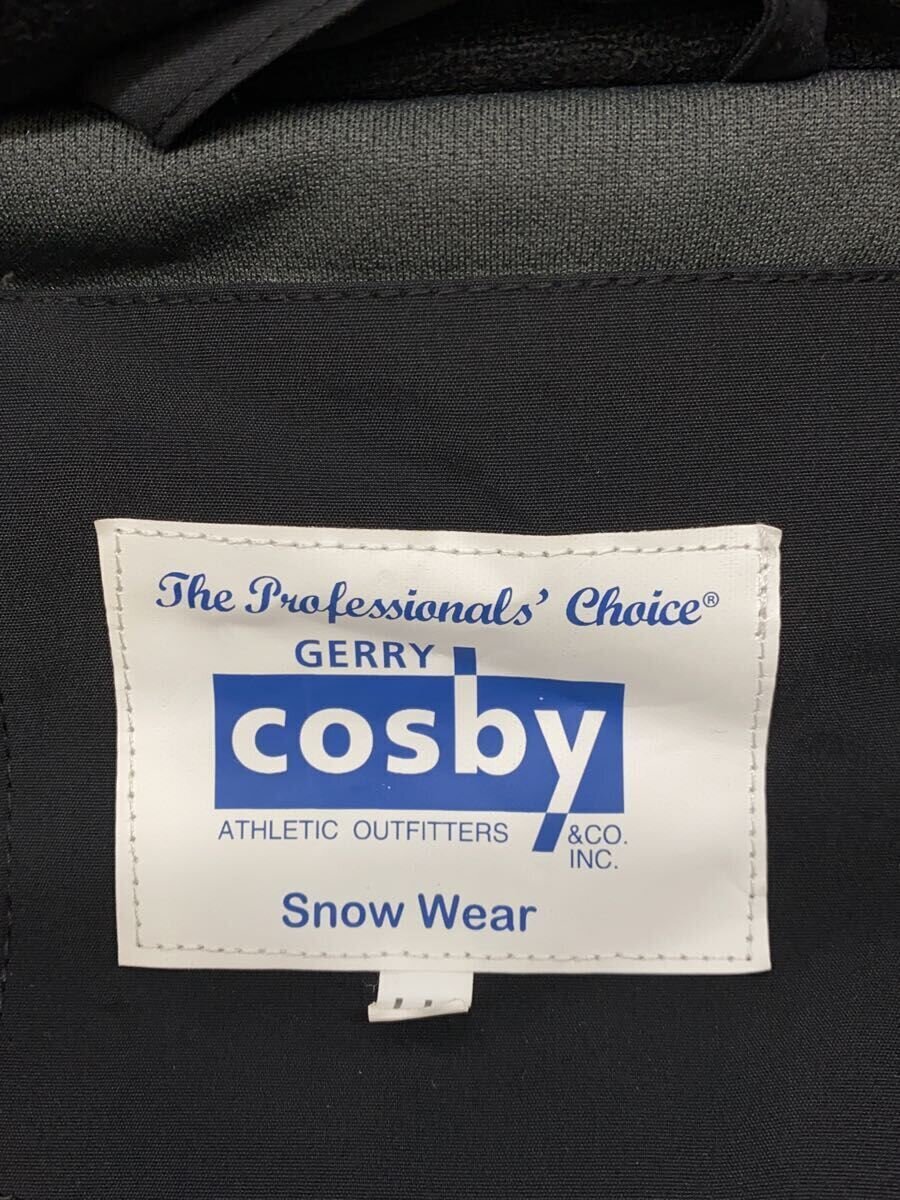 The Professionals' Choice®
GERRY
cosby
ATHLETIC OUTFITTERS &CO.
INC.
Snow Wear